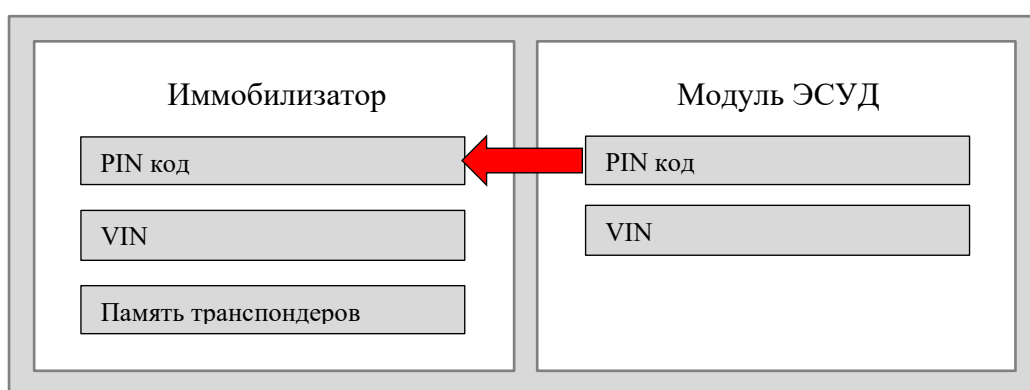 Иммобилизатор
PIN код
VIN
Память транспондеров
Модуль ЭСУД
PIN код
VIN